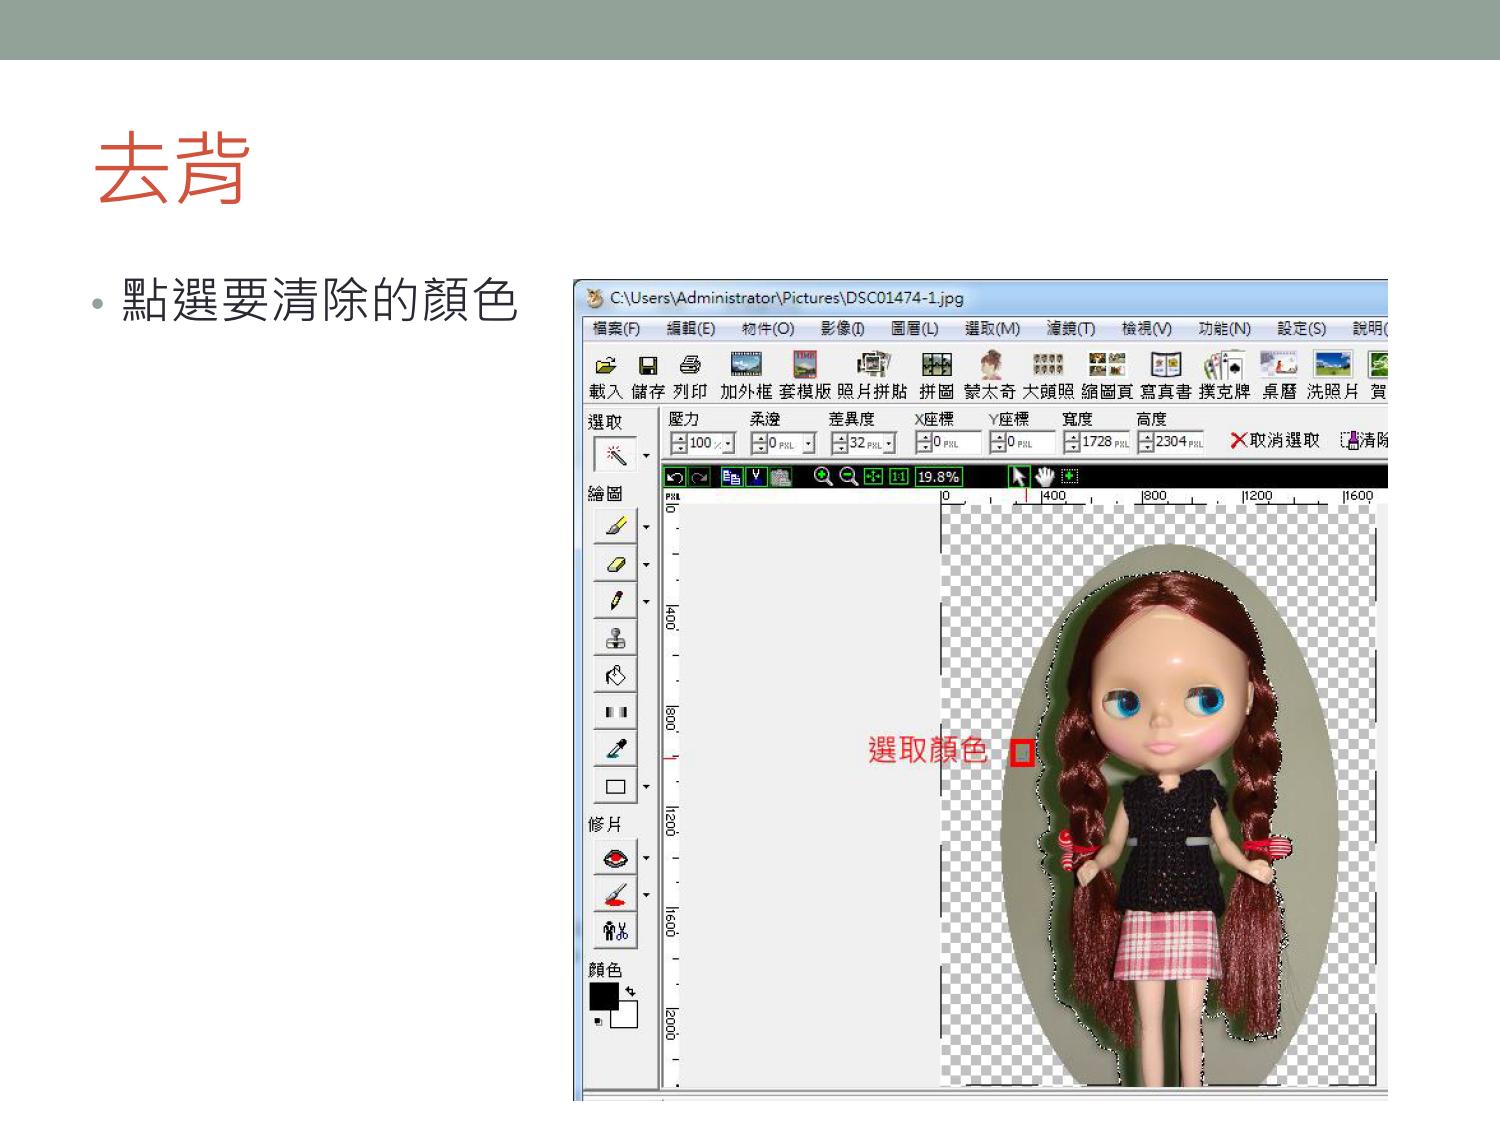 去背
• 點選要清除的顏色
C:\Users\Administrator\Pictures\DSC01474-1.jpg
檔案(F) 編輯(E) 物件(O) 影像(I) 圖層(L) 選取(M) 濾鏡(T) 檢視(V) 功能(N) 設定(S) 說明(
載入 儲存 列印 加外框 套模版 照片拼貼 拼圖 蒙太奇 大頭照 縮圖頁 寫真書 撲克牌 桌曆 洗照片 賀
選取 壓力 柔邊 差異度 X座標 Y座標 寬度 高度
100 % 0 PXL 32 PXL 0 PXL 0 PXL 1728 PXL 2304 PXL 取消選取 清除
1:1 19.8%
繪圖 PXL 0 400 800 1200 1600
0
400
800
選取顏色
1200
修片
1600
顏色
2000